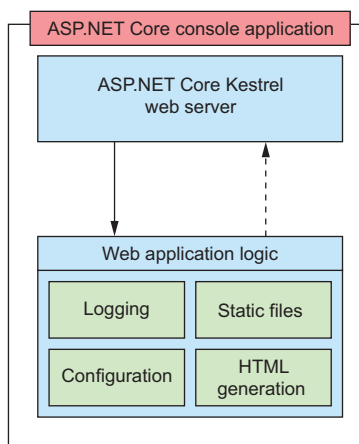 ASP.NET Core console application
ASP.NET Core Kestrel
web server
Web application logic
Logging
Static files
Configuration
HTML
generation